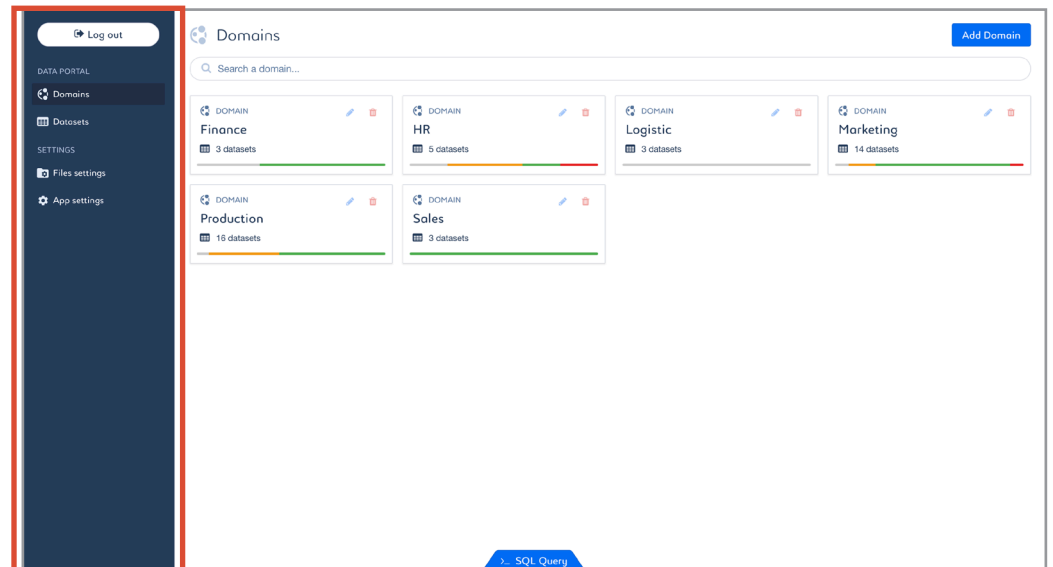 Log out
DATA PORTAL
Domains
Datasets
SETTINGS
Files settings
App settings
Domains
Add Domain
Search a domain...
DOMAIN
Finance
3 datasets
DOMAIN
HR
5 datasets
DOMAIN
Logistic
3 datasets
DOMAIN
Marketing
14 datasets
DOMAIN
Production
16 datasets
DOMAIN
Sales
3 datasets
>_ SQL Query